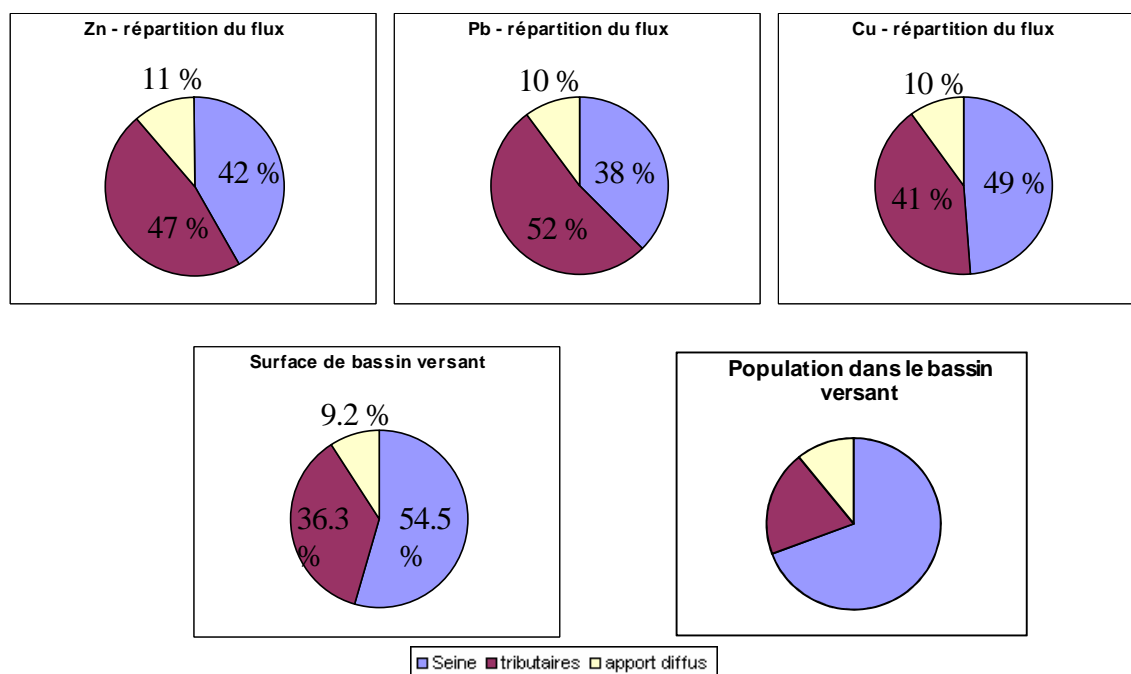 Zn - répartition du flux
11 %
42 %
47 %
Pb - répartition du flux
10 %
38 %
52 %
Cu - répartition du flux
10 %
49 %
41 %
Surface de bassin versant
9.2 %
36.3
%
54.5
%
Population dans le bassin
versant
Seine tributaires apport diffus